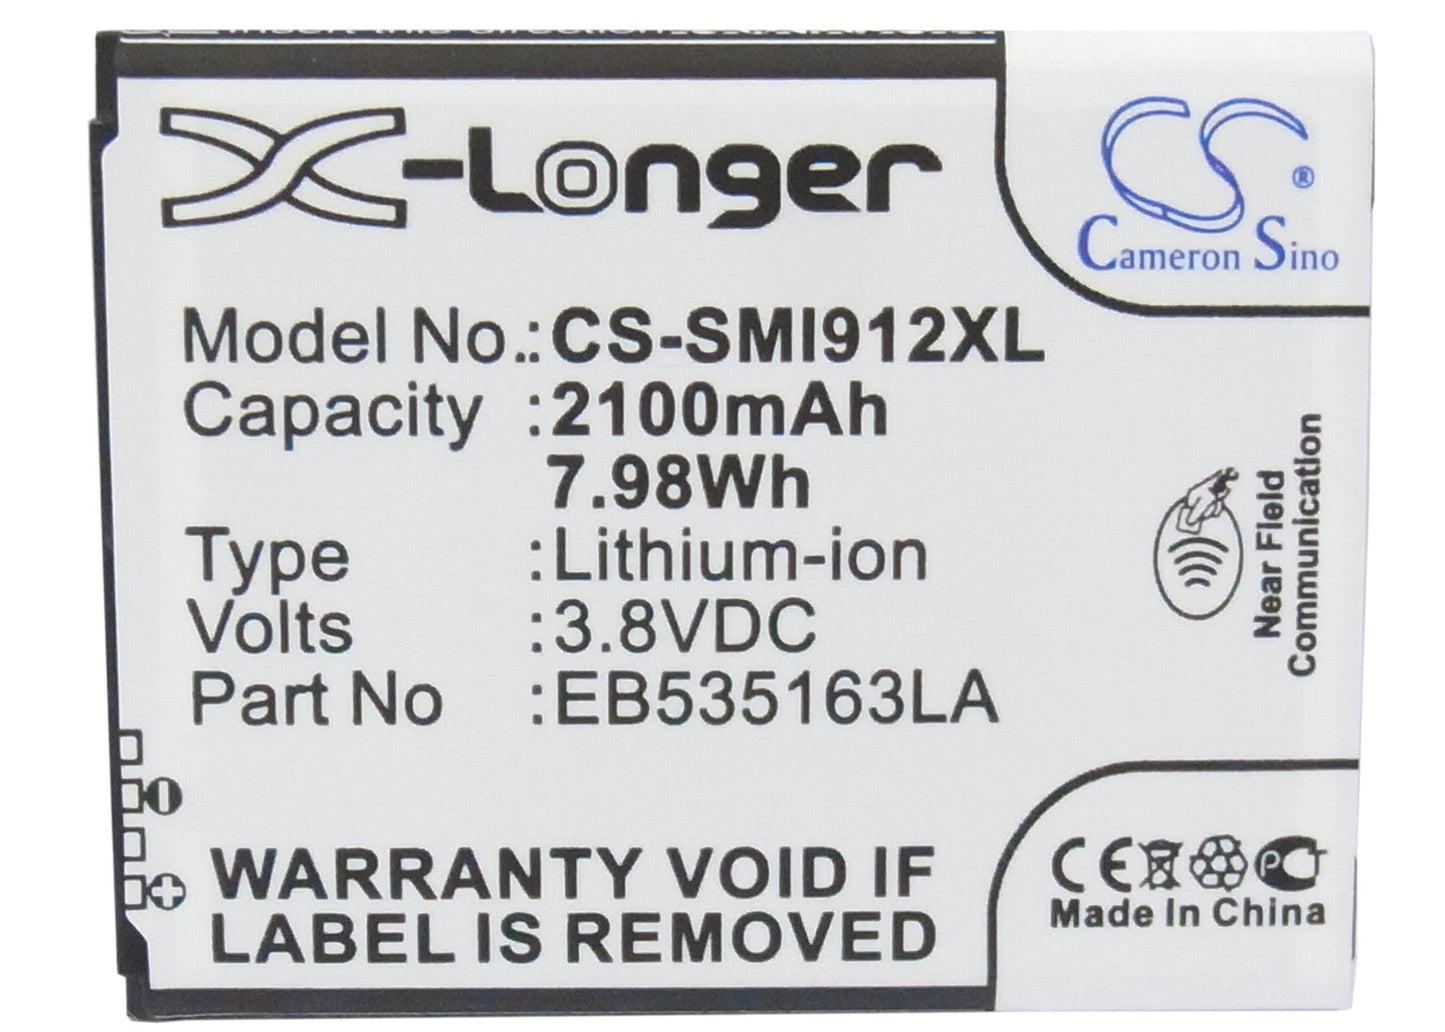 X-Longer
CS ®
Cameron Sino
Model No.:CS-SMI912XL
Capacity :2100mAh
7.98Wh
Type :Lithium-ion
Volts :3.8VDC
Part No :EB535163LA
Near Field
Communication
WARRANTY VOID IF
LABEL IS REMOVED
CE
Made In China